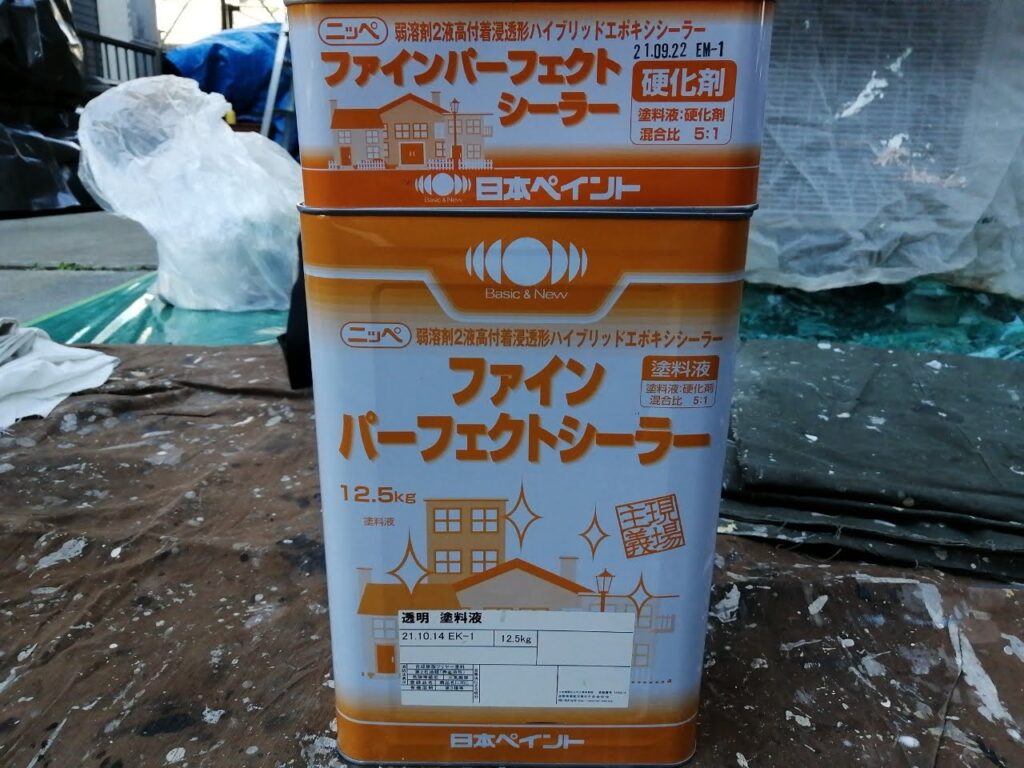 ニッペ 弱溶剤2液高付着浸透形ハイブリッドエポキシシーラー
21.09.22 EM-1
ファインパーフェクト
シーラー
硬化剤
塗料液:硬化剤
混合比 5:1
Basic & New
日本ペイント
Basic & New
ニッペ 弱溶剤2液高付着浸透形ハイブリッドエポキシシーラー
ファイン
パーフェクトシーラー
塗料液
塗料液:硬化剤
混合比 5:1
12.5kg
塗料液
現場
主義
透明 塗料液
21.10.14 EK-1
12.5kg
日本ペイント